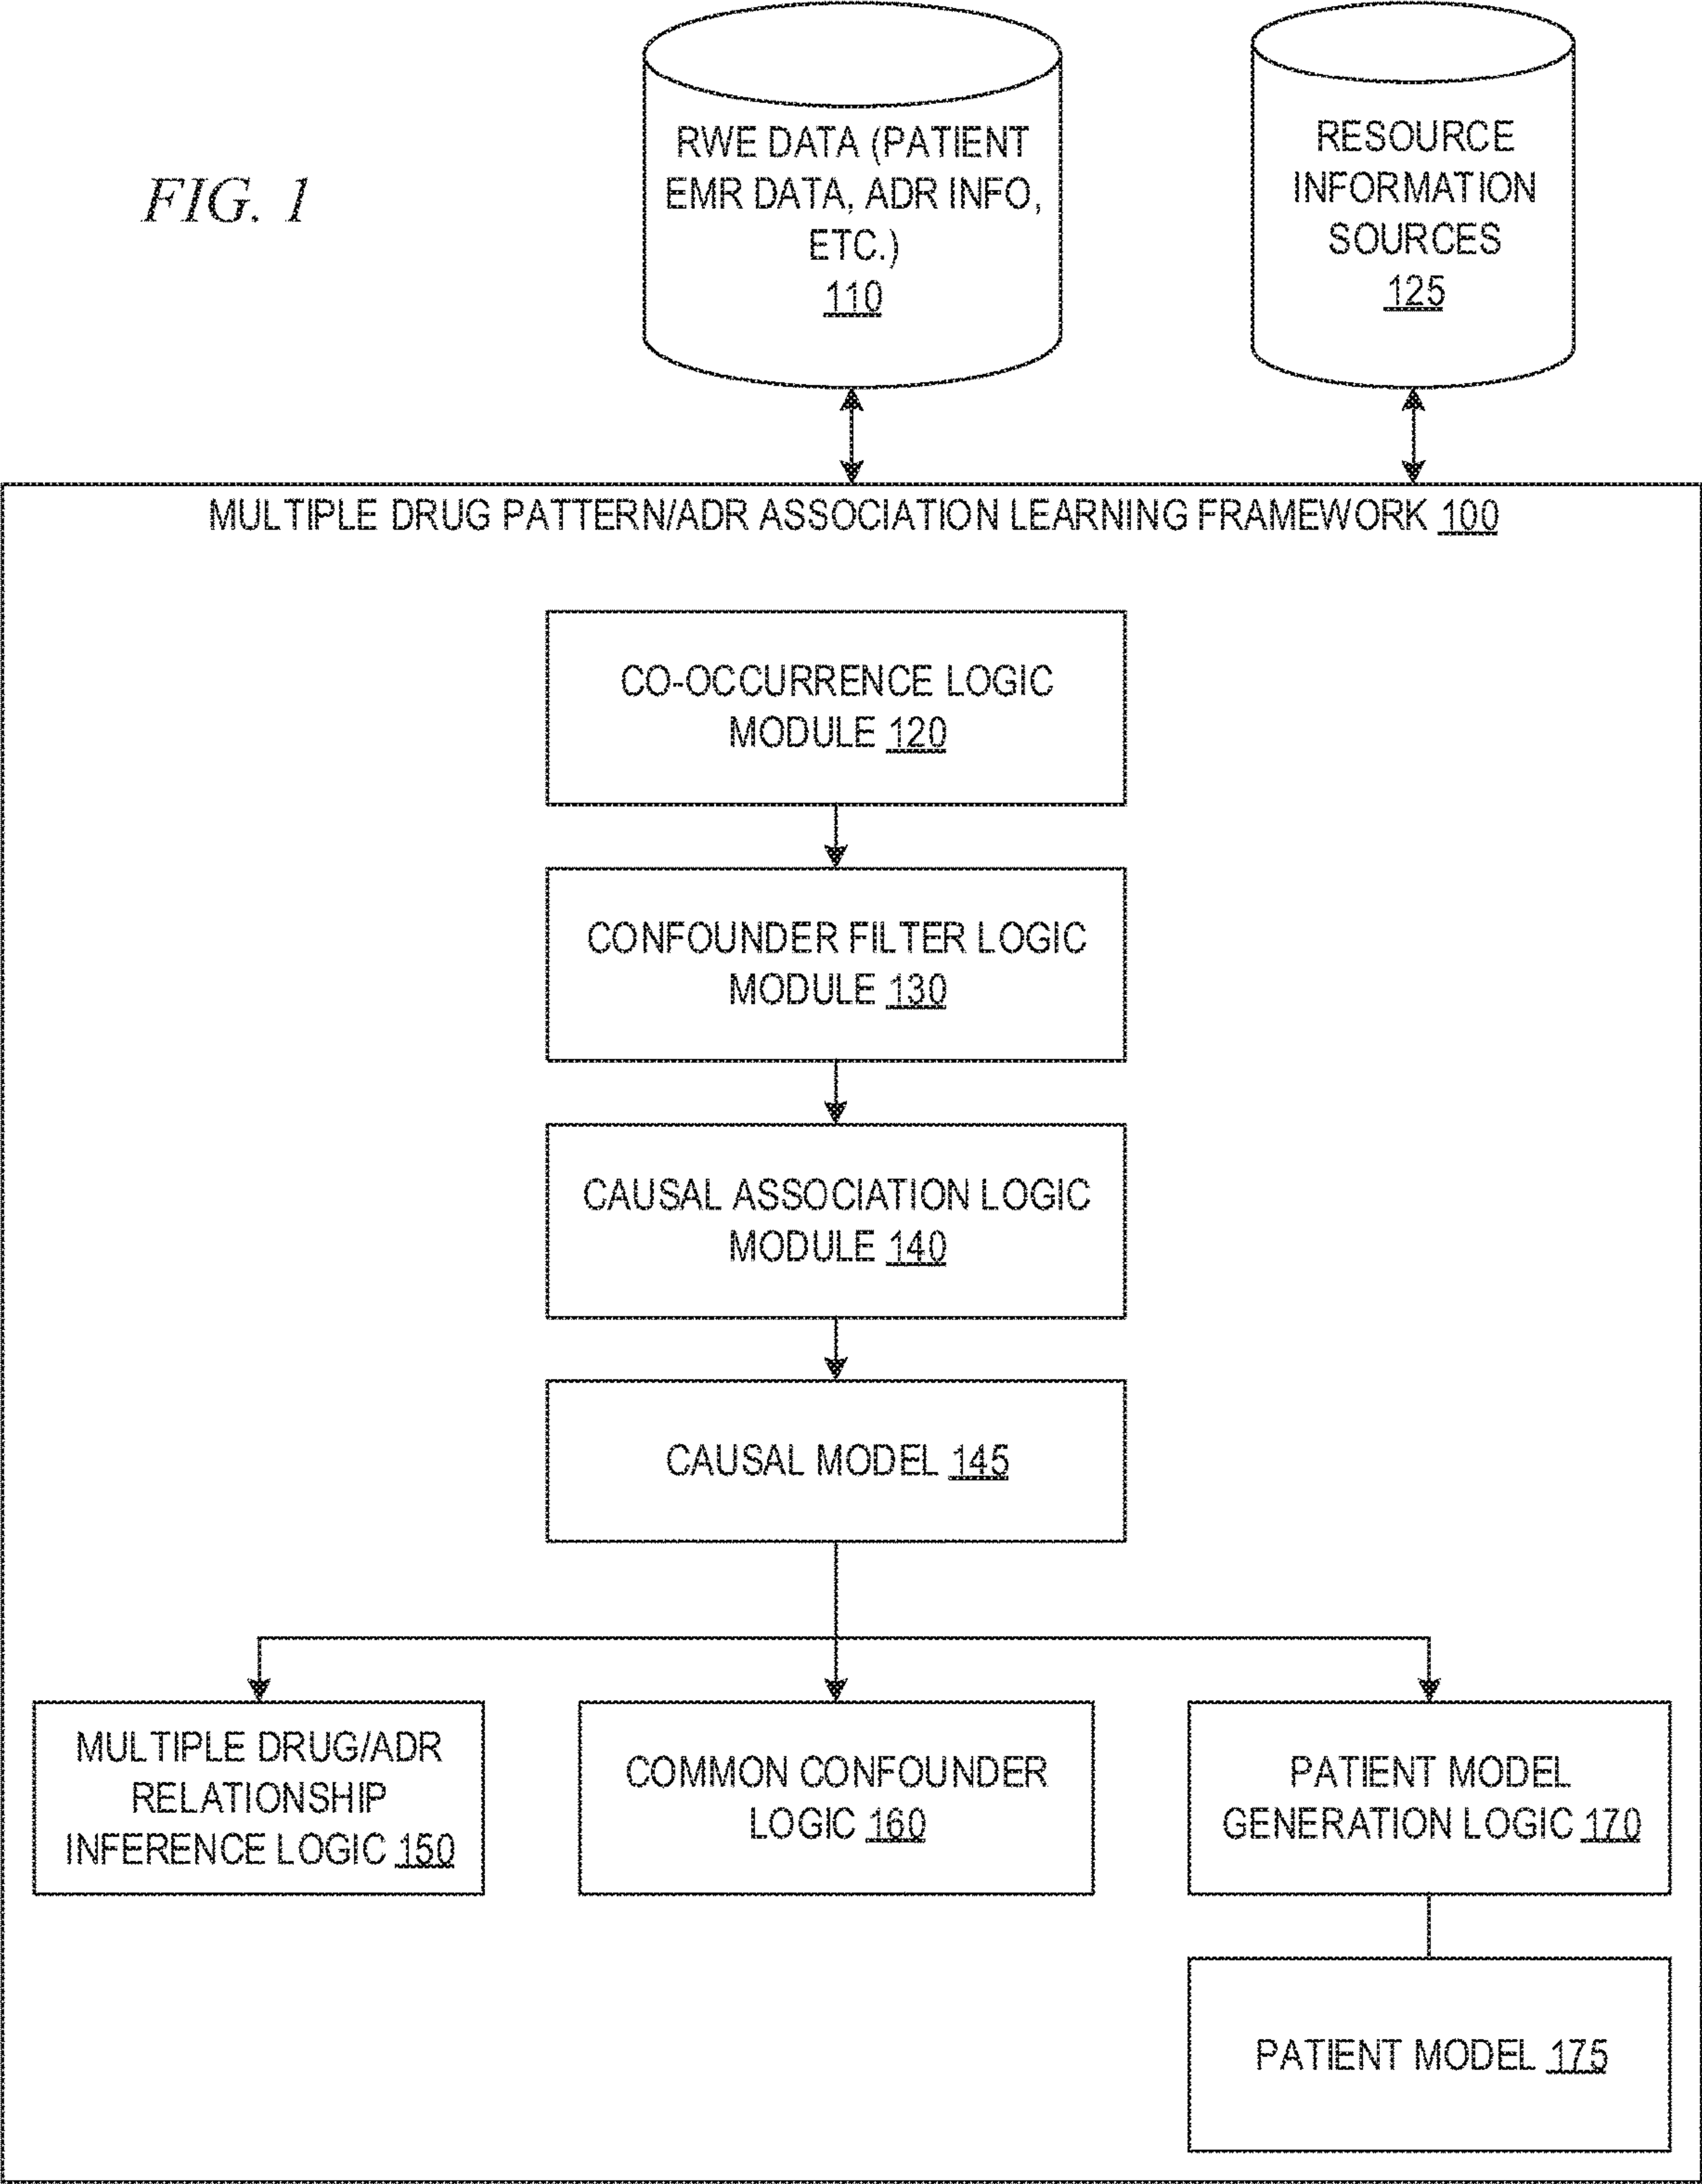 FIG. 1
RWE DATA (PATIENT
EMR DATA, ADR INFO,
ETC.)
110
RESOURCE
INFORMATION
SOURCES
125
MULTIPLE DRUG PATTERN/ADR ASSOCIATION LEARNING FRAMEWORK 100
CO-OCCURRENCE LOGIC
MODULE 120
CONFOUNDER FILTER LOGIC
MODULE 130
CAUSAL ASSOCIATION LOGIC
MODULE 140
CAUSAL MODEL 145
MULTIPLE DRUG/ADR
RELATIONSHIP
INFERENCE LOGIC 150
COMMON CONFOUNDER
LOGIC 160
PATIENT MODEL
GENERATION LOGIC 170
PATIENT MODEL 175